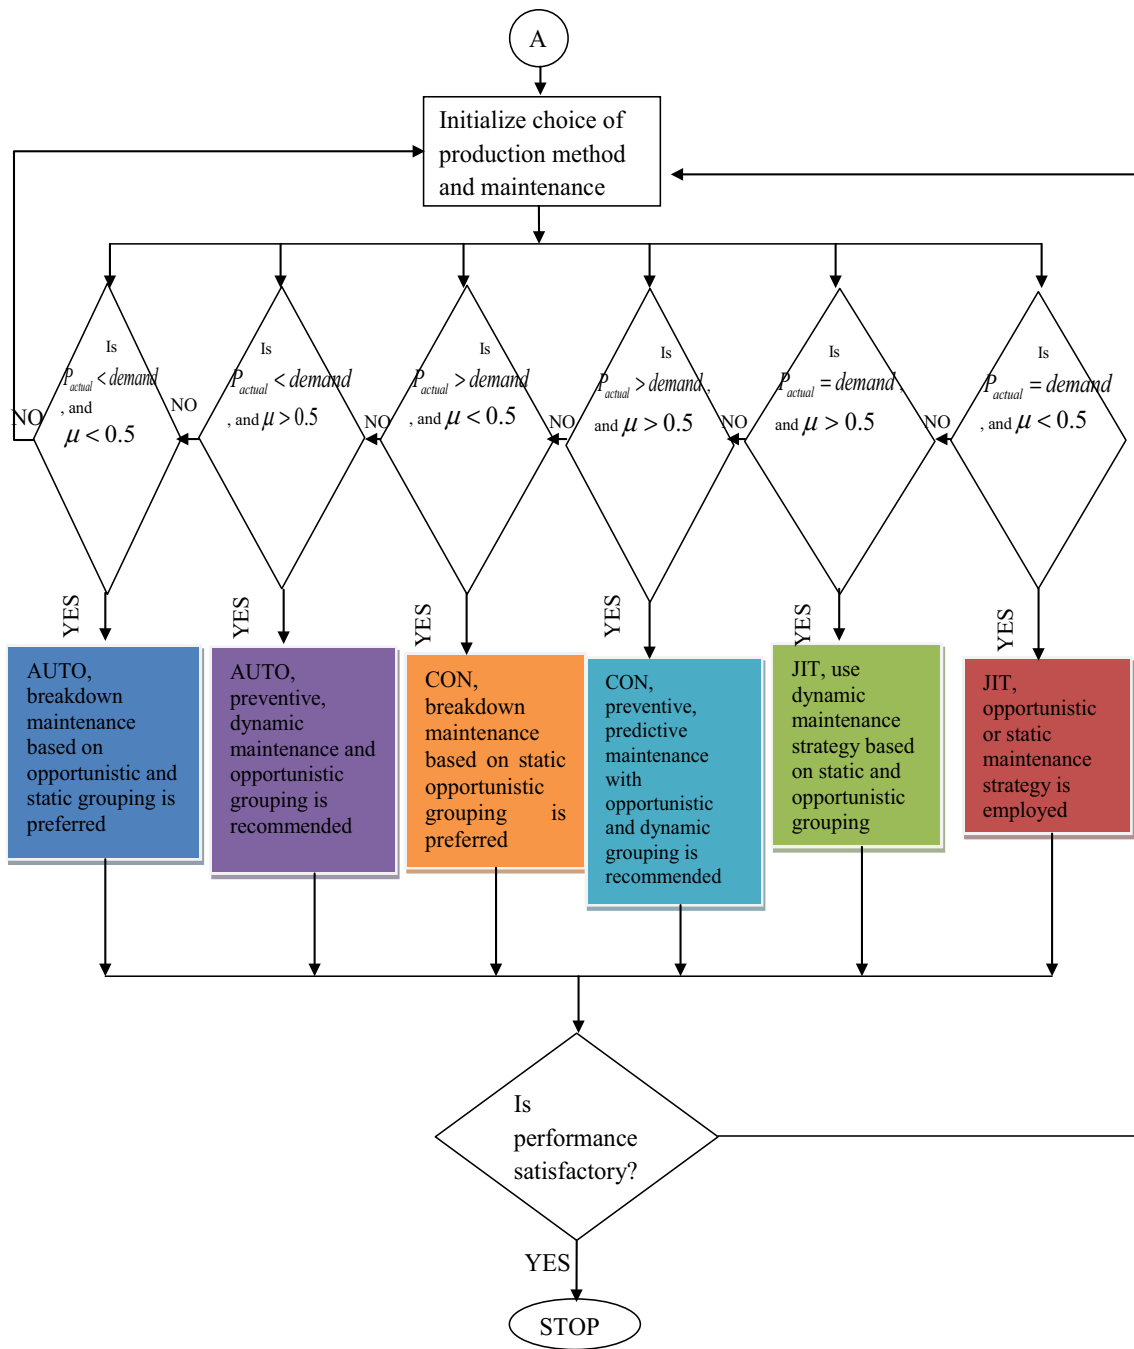 A
Initialize choice of
production method
and maintenance
Is
P_actual < demand
, and
μ < 0.5
NO
Is
P_actual < demand
, and μ > 0.5
NO
Is
P_actual > demand
, and μ < 0.5
NO
Is
P_actual > demand ,
and μ > 0.5
NO
Is
P_actual = demand ,
and μ > 0.5
NO
Is
P_actual = demand
, and μ < 0.5
NO
YES
YES
YES
YES
YES
YES
AUTO,
breakdown
maintenance
based on
opportunistic and
static grouping is
preferred
AUTO,
preventive,
dynamic
maintenance and
opportunistic
grouping is
recommended
CON,
breakdown
maintenance
based on static
opportunistic
grouping is
preferred
CON,
preventive,
predictive
maintenance with
opportunistic
and dynamic
grouping is
recommended
JIT, use
dynamic
maintenance
strategy based
on static and
opportunistic
grouping
JIT,
opportunistic
or static
maintenance
strategy is
employed
Is
performance
satisfactory?
YES
STOP